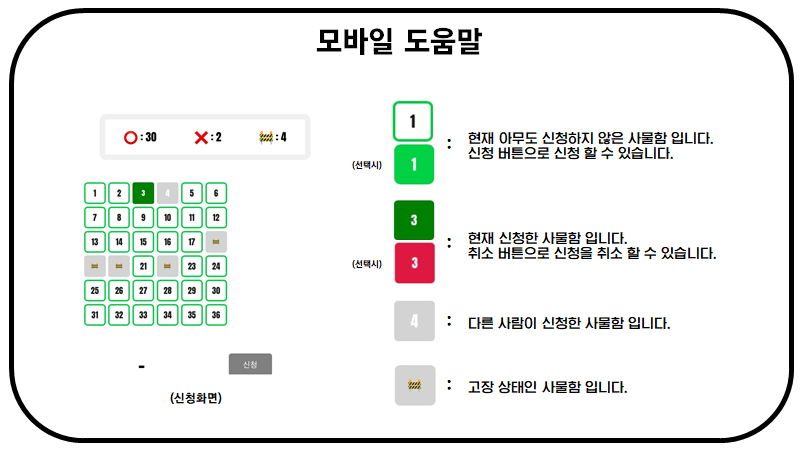 모바일 도움말
: 30 : 2 : 4
1 2 3 4 5 6
7 8 9 10 11 12
13 14 15 16 17
21 23 24
25 26 27 28 29 30
31 32 33 34 35 36
- 신청
(신청화면)
1
(선택시) 1
: 현재 아무도 신청하지 않은 사물함 입니다.
신청 버튼으로 신청 할 수 있습니다.
3
(선택시) 3
: 현재 신청한 사물함 입니다.
취소 버튼으로 신청을 취소 할 수 있습니다.
4 : 다른 사람이 신청한 사물함 입니다.
: 고장 상태인 사물함 입니다.